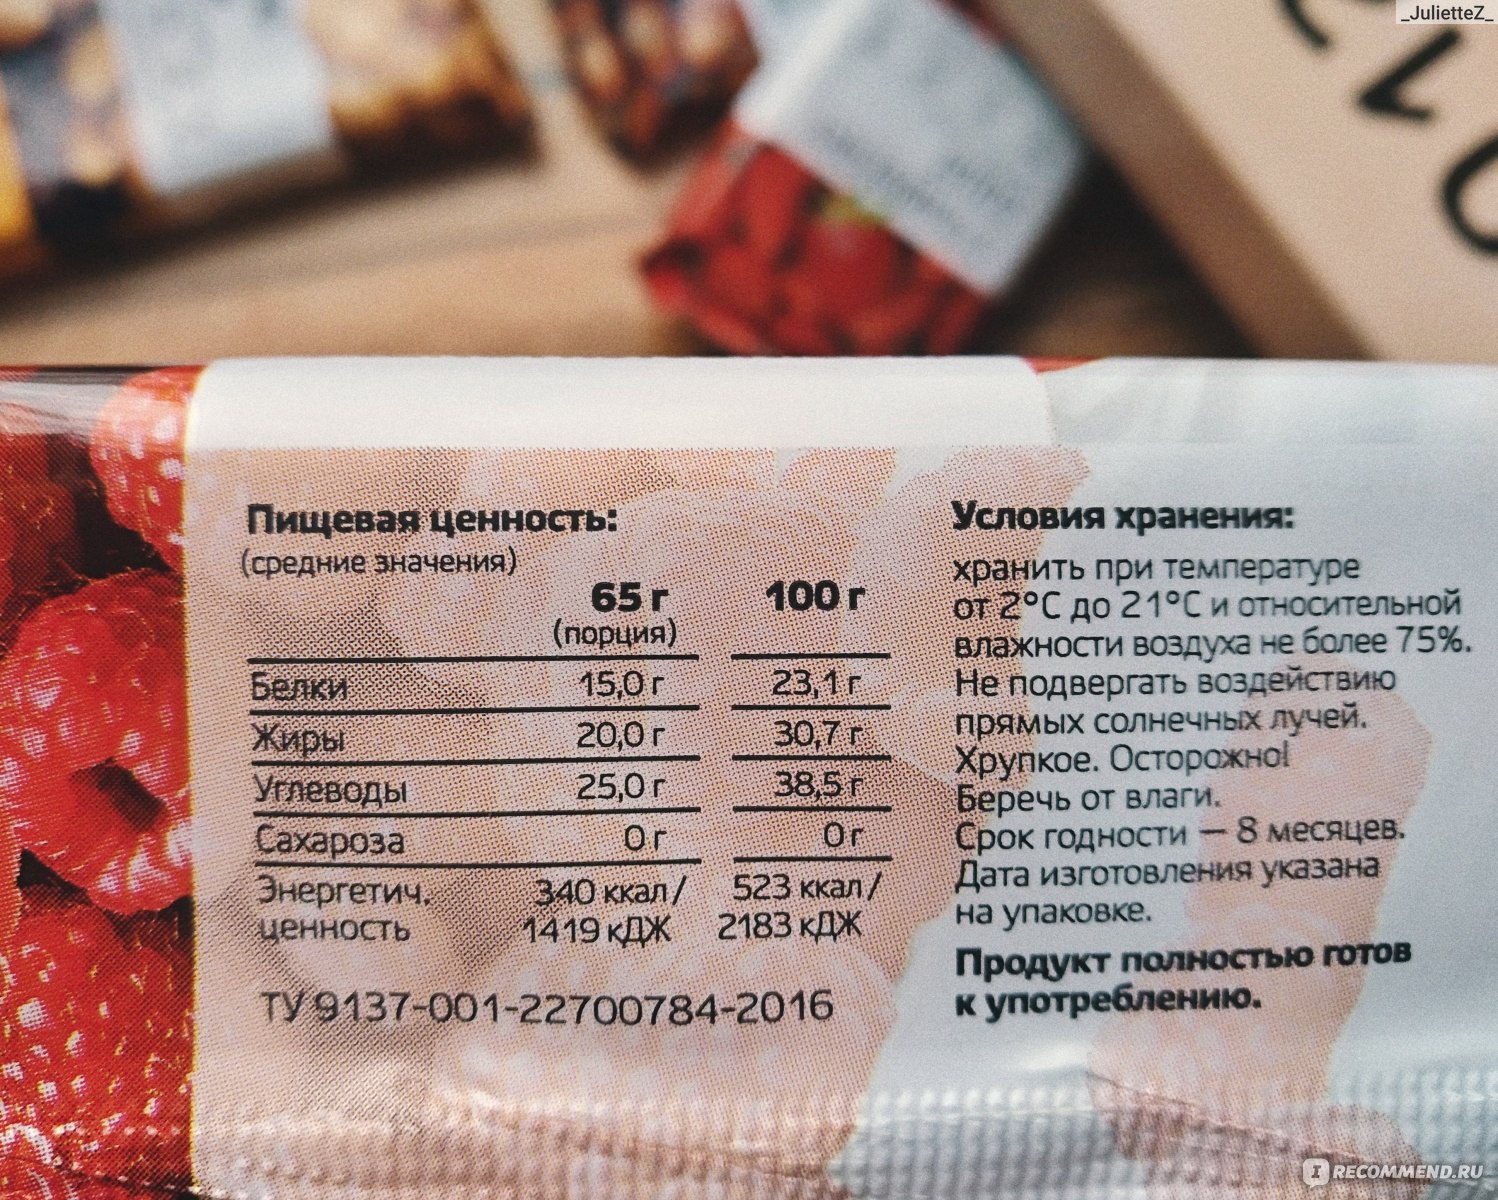 _JulietteZ_
Пищевая ценность:
(средние значения)
65 г 100 г
(порция)
Белки 15,0 г 23,1 г
Жиры 20,0 г 30,7 г
Углеводы 25,0 г 38,5 г
Сахароза 0 г 0 г
Энергетич. 340 ккал/ 523 ккал/
ценность 1419 кДЖ 2183 кДЖ
ТУ 9137-001-22700784-2016
Условия хранения:
хранить при температуре
от 2°С до 21°С и относительной
влажности воздуха не более 75%.
Не подвергать воздействию
прямых солнечных лучей.
Хрупкое. Осторожно!
Беречь от влаги.
Срок годности — 8 месяцев.
Дата изготовления указана
на упаковке.
Продукт полностью готов
к употреблению.
I RECOMMEND.RU